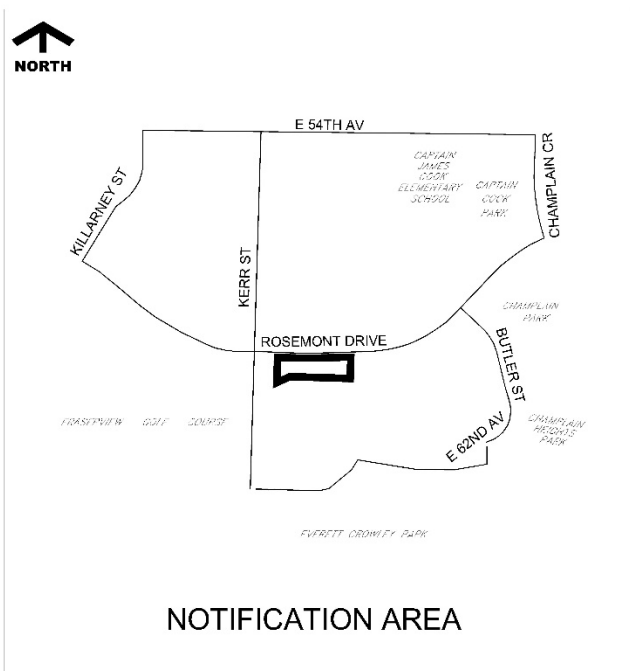 NORTH
E 54TH AV
CAPTAIN
JAMES
COOK
ELEMENTARY
SCHOOL
CAPTAIN
COOK
PARK
CHAMPLAIN CR
KILLARNEY ST
KERR ST
CHAMPLAIN
PARK
ROSEMONT DRIVE
BUTLER ST
FRASERVIEW GOLF COURSE
CHAMPLAIN
HEIGHTS
PARK
E 62ND AV
EVERETT CROWLEY PARK
NOTIFICATION AREA